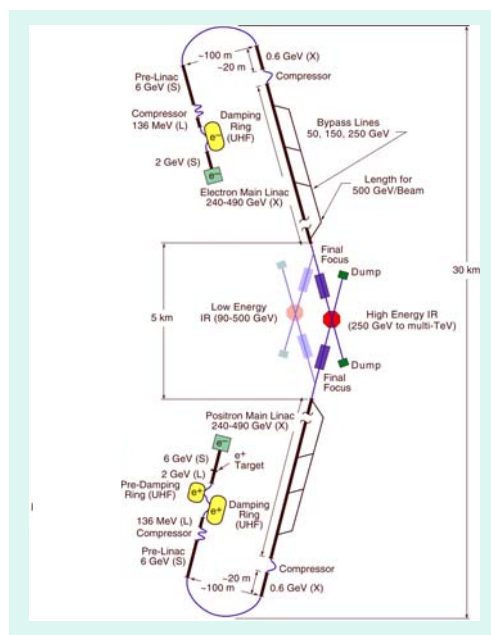 ~100 m
~20 m
0.6 GeV (X)
Compressor
Pre-Linac
6 GeV (S)
Compressor
136 MeV (L)
Damping
Ring
(UHF)
e–
2 GeV (S)
e–
Bypass Lines
50, 150, 250 GeV
Electron Main Linac
240-490 GeV (X)
Length for
500 GeV/Beam
Final
Focus
Dump
30 km
Low Energy
IR (90-500 GeV)
5 km
High Energy IR
(250 GeV to multi-TeV)
Dump
Final
Focus
Positron Main Linac
240-490 GeV (X)
e–
6 GeV (S)
e+
Target
2 GeV (L)
Pre-Damping
Ring (UHF)
e+
e+
Damping
Ring
(UHF)
136 MeV (L)
Compressor
Pre-Linac
6 GeV (S)
Compressor
~20 m
~100 m
0.6 GeV (X)